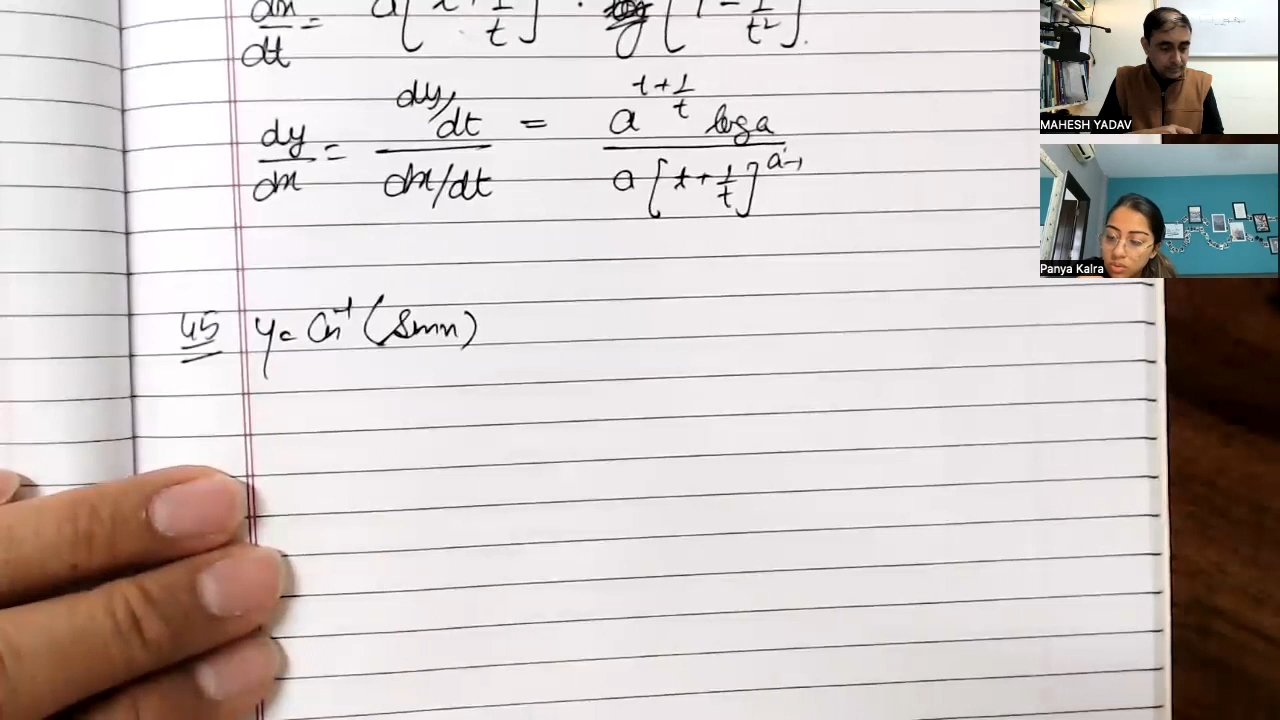 dx/dt = a[t + 1/t] · [1 - 1/t²].
dy/dx = dy/dt / dx/dt = a^(t+1/t) log a / a[t + 1/t]^(a-1)
45 y = Cos⁻¹(Sinx)
MAHESH YADAV
Panya Kalra